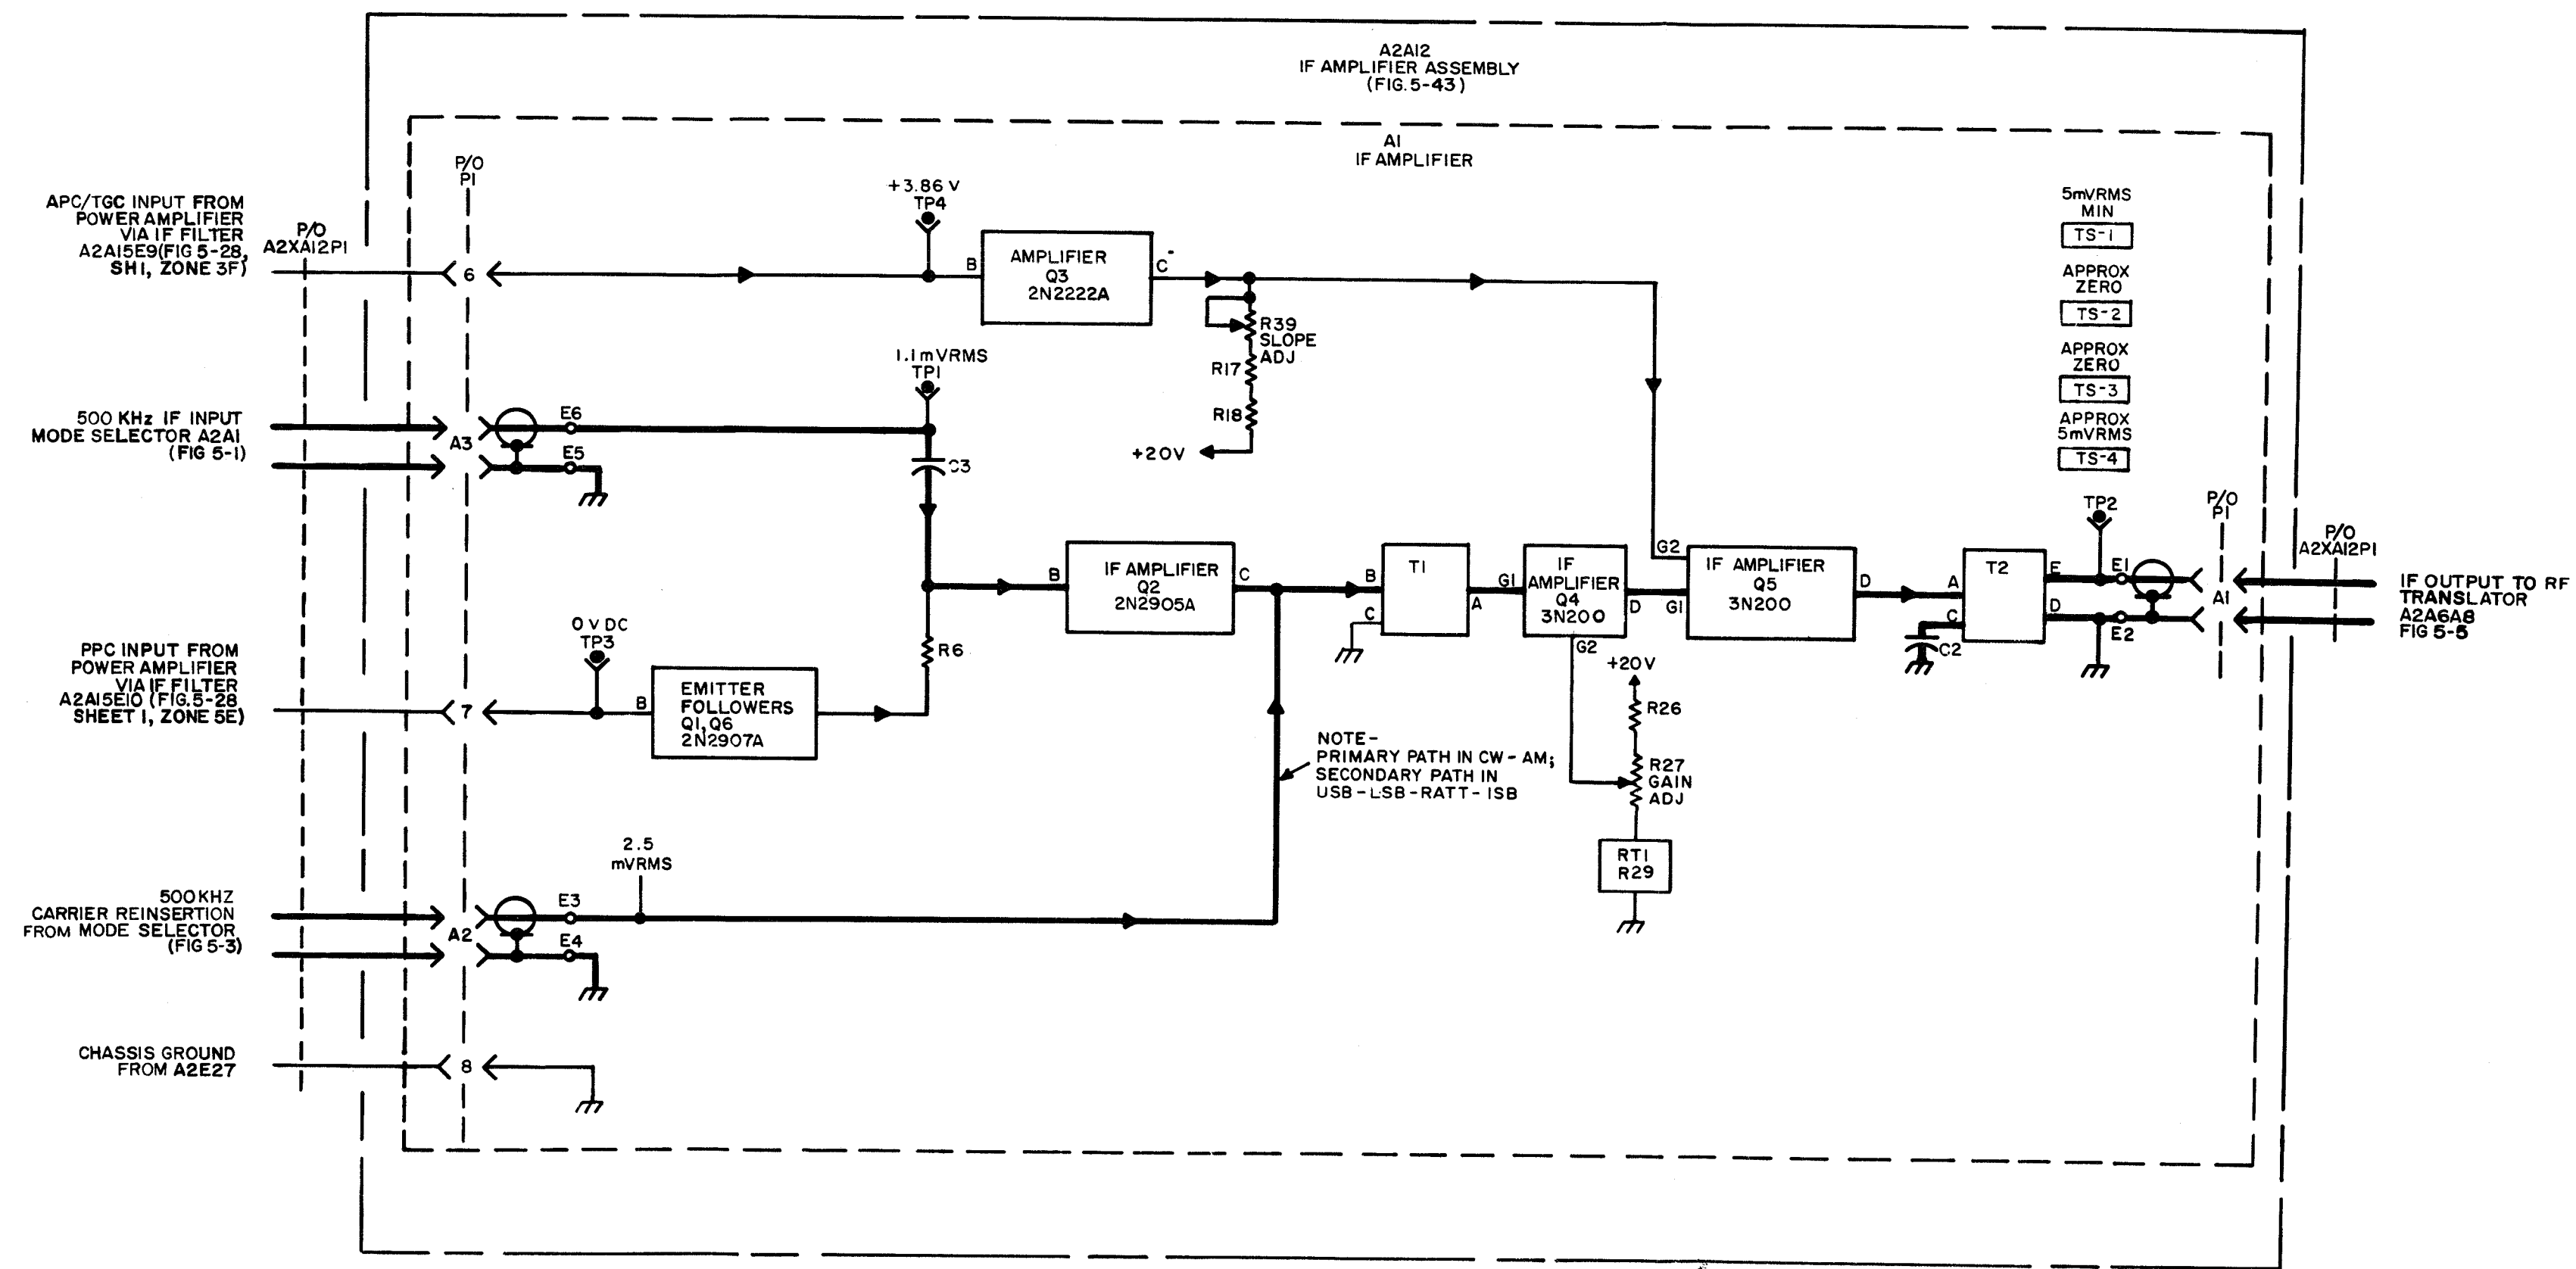 A2A12
IF AMPLIFIER ASSEMBLY
(FIG. 5-43)
A1
IF AMPLIFIER
P/O
P1
APC/TGC INPUT FROM
POWER AMPLIFIER
VIA IF FILTER
A2A15E9(FIG 5-28,
SH1, ZONE 3F)
P/O
A2XA12P1
6
+3.86 V
TP4
B
AMPLIFIER
Q3
2N2222A
C
R39
SLOPE
ADJ
R17
R18
+20V
5mVRMS
MIN
TS-1
APPROX
ZERO
TS-2
APPROX
ZERO
TS-3
APPROX
5mVRMS
TS-4
500 KHz IF INPUT
MODE SELECTOR A2A1
(FIG 5-1)
A3
E6
E5
1.1mVRMS
TP1
C3
B
IF AMPLIFIER
Q2
2N2905A
C
B
C
T1
A
G1
IF
AMPLIFIER
Q4
3N200
D
G2
G1
G2
IF AMPLIFIER
Q5
3N200
D
A
C
C2
T2
E
D
TP2
E1
E2
P/O
P1
A1
P/O
A2XA12P1
IF OUTPUT TO RF
TRANSLATOR
A2A6A8
FIG 5-5
PPC INPUT FROM
POWER AMPLIFIER
VIA IF FILTER
A2A15E10 (FIG.5-28
SHEET 1, ZONE 5E)
7
0 V DC
TP3
B
EMITTER
FOLLOWERS
Q1,Q6
2N2907A
R6
+20V
R26
R27
GAIN
ADJ
RT1
R29
NOTE-
PRIMARY PATH IN CW-AM;
SECONDARY PATH IN
USB-LSB-RATT-ISB
500KHZ
CARRIER REINSERTION
FROM MODE SELECTOR
(FIG 5-3)
A2
E3
E4
2.5
mVRMS
CHASSIS GROUND
FROM A2E27
8